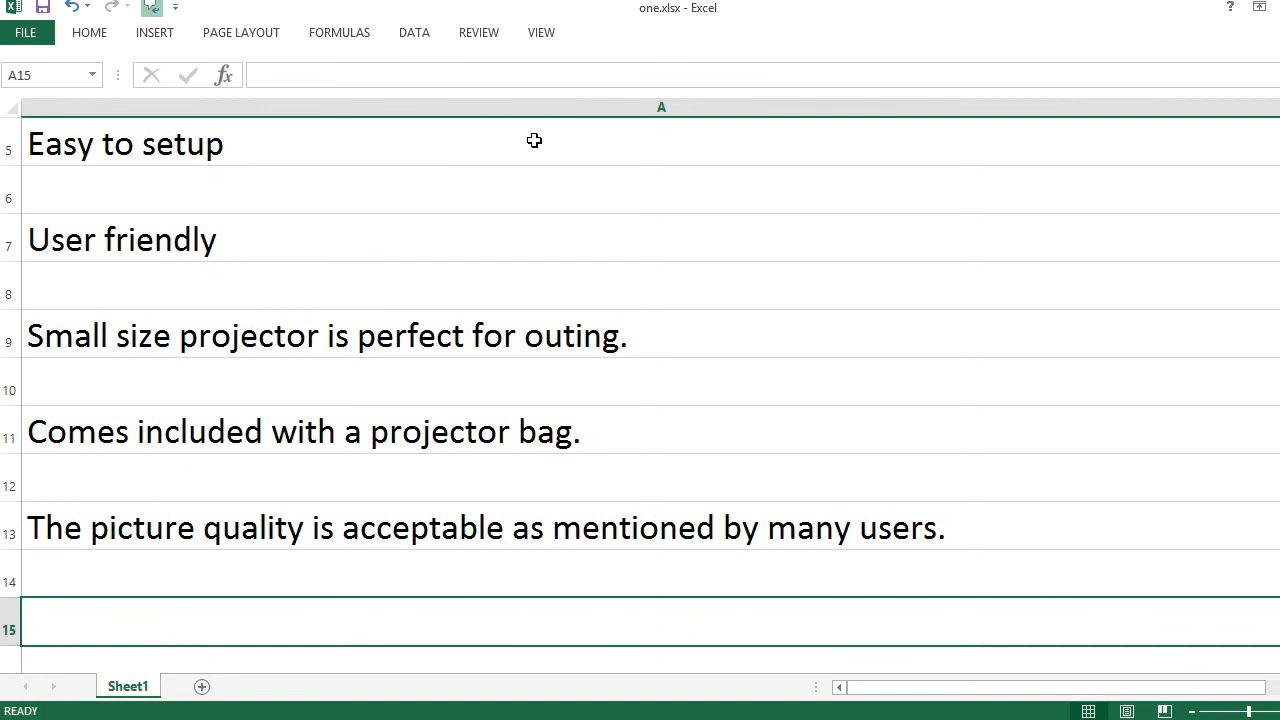 one.xlsx - Excel
?
FILE HOME INSERT PAGE LAYOUT FORMULAS DATA REVIEW VIEW
A15 fx
A
5 Easy to setup
6
7 User friendly
8
9 Small size projector is perfect for outing.
10
11 Comes included with a projector bag.
12
13 The picture quality is acceptable as mentioned by many users.
14
15
Sheet1
READY